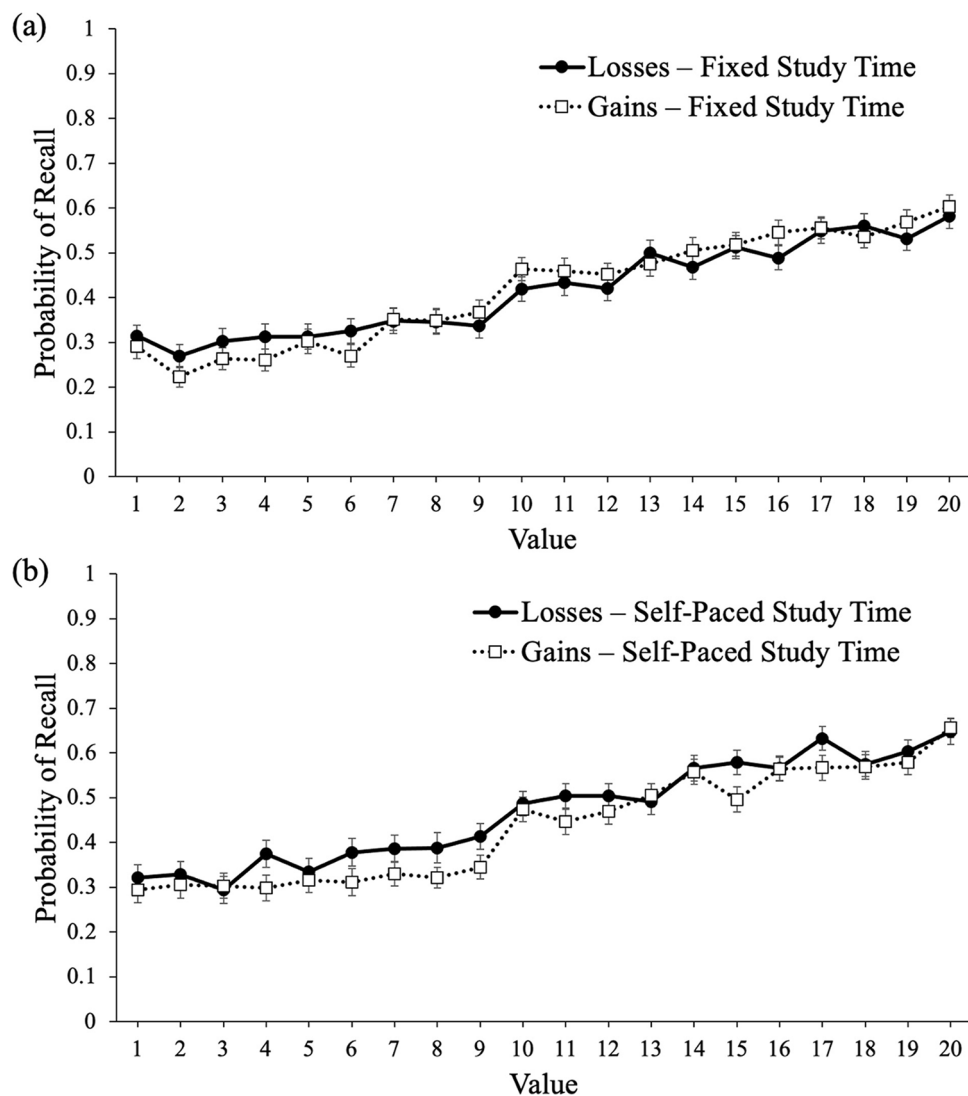 (a)
Losses – Fixed Study Time
Gains – Fixed Study Time
Probability of Recall
1
0.9
0.8
0.7
0.6
0.5
0.4
0.3
0.2
0.1
0
1 2 3 4 5 6 7 8 9 10 11 12 13 14 15 16 17 18 19 20
Value
(b)
Losses – Self-Paced Study Time
Gains – Self-Paced Study Time
Probability of Recall
1
0.9
0.8
0.7
0.6
0.5
0.4
0.3
0.2
0.1
0
1 2 3 4 5 6 7 8 9 10 11 12 13 14 15 16 17 18 19 20
Value